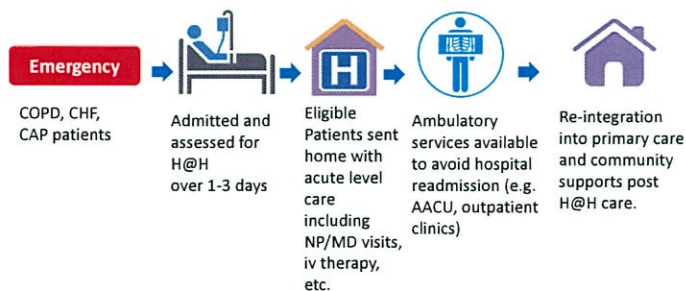 Emergency
COPD, CHF,
CAP patients
Admitted and
assessed for
H@H
over 1-3 days
H
Eligible
Patients sent
home with
acute level
care
including
NP/MD visits,
iv therapy,
etc.
Ambulatory
services available
to avoid hospital
readmission (e.g.
AACU, outpatient
clinics)
Re-integration
into primary care
and community
supports post
H@H care.